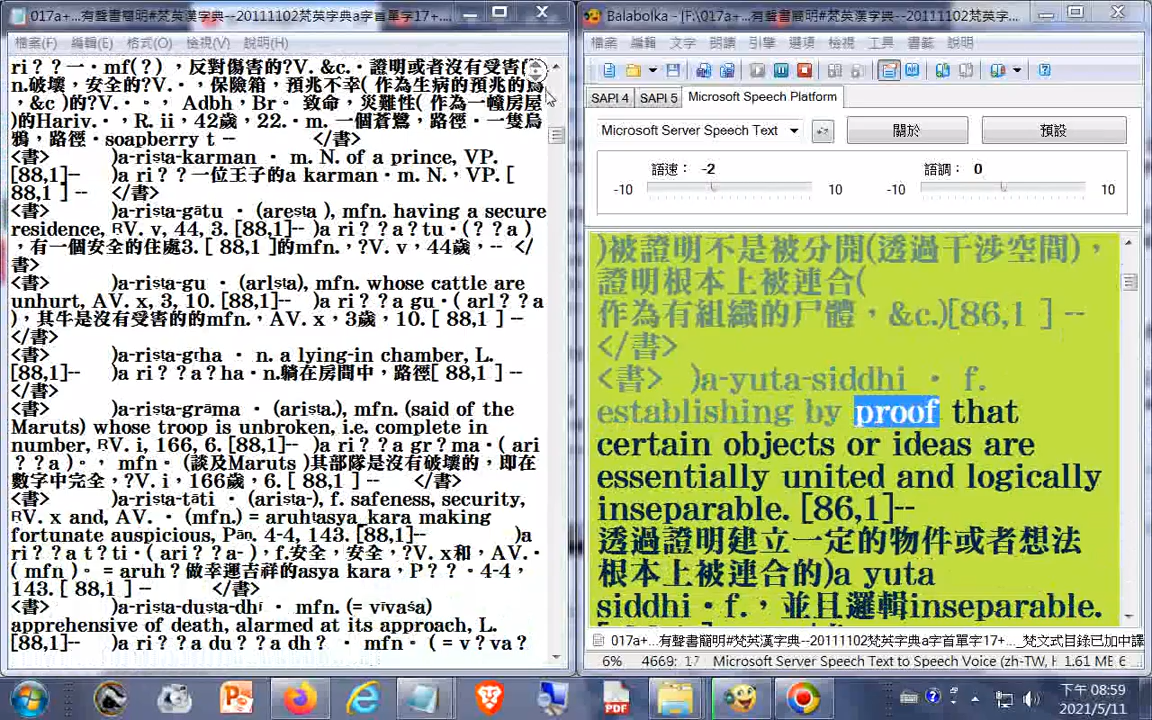 017a+...有聲書簡明#梵英漢字典--20111102梵英字典a字首單字17+...
檔案(F) 編輯(E) 格式(O) 檢視(V) 說明(H)
ri？？一・mf(？)，反對傷害的?V. &c.・證明或者沒有受害的
n.破壞，安全的?V.・，保險箱，預兆不幸( 作為生病的預兆的鳥
，&c )的?V.・。，Adbh，Br。 致命，災難性( 作為一幢房屋
)的Hariv.・，R. ii，42歲，22.・m. 一個蒼鷺，路徑・一隻烏
鴉，路徑・soapberry t -- </書>
<書> )a-riṣta-karman ・ m. N. of a prince, VP.
[88,1]-- )a ri？？一位王子的a karman・m. N.，VP. [
88,1 ] -- </書>
<書> )a-riṣta-gātu ・ (areṣta ), mfn. having a secure
residence, RV. v, 44, 3. [88,1]-- )a ri？？a?tu・(？？a )
，有一個安全的住處3. [ 88,1 ]的mfn.，?V. v，44歲，-- </
書>
<書> )a-riṣta-gu ・ (arlṣta), mfn. whose cattle are
unhurt, AV. x, 3, 10. [88,1]-- )a ri？？a gu・( arl？？a
)，其牛是沒有受害的的mfn.，AV. x，3歲，10. [ 88,1 ] --
</書>
<書> )a-riṣta-gṛha ・ n. a lying-in chamber, L.
[88,1]-- )a ri？？a？ha・n.躺在房間中，路徑[ 88,1 ] --
</書>
<書> )a-riṣta-grāma ・ (ariṣta.), mfn. (said of the
Maruts) whose troop is unbroken, i.e. complete in
number, RV. i, 166, 6. [88,1]-- )a ri？？a gr？ma・( ari
？？a )。， mfn・ (談及Maruts )其部隊是沒有破壞的，即在
數字中完全，?V. i，166歲，6. [ 88,1 ] -- </書>
<書> )a-riṣta-tāti ・ (ariṣta-), f. safeness, security,
RV. x and, AV. ・ (mfn.) = aruhtasya_kara making
fortunate auspicious, Pān. 4-4, 143. [88,1]-- )a
ri？？a t？ti・( ari？？a- )，f.安全，安全，?V. x和，AV.・
( mfn )。 = aruh？做幸運吉祥的asya kara，P？？。4-4，
143. [ 88,1 ] -- </書>
<書> )a-riṣta-duṣta-dhī ・ mfn. (= vīvaśa)
apprehensive of death, alarmed at its approach, L.
[88,1]-- )a ri？？a du？？a dh？ ・ mfn・ ( = v？va？
Balabolka - [F:\017a+...有聲書簡明#梵英漢字典--20111102梵英字...
檔案 編輯 文字 朗讀 引擎 選項 檢視 工具 書籤 說明
SAPI 4 SAPI 5 Microsoft Speech Platform
Microsoft Server Speech Text 關於 預設
語速： -2 語調： 0
-10 10 -10 10
)被證明不是被分開(透過干涉空間)，
證明根本上被連合(
作為有組織的尸體，&c.)[86,1 ] --
</書>
<書> )a-yuta-siddhi ・ f.
establishing by proof that
certain objects or ideas are
essentially united and logically
inseparable. [86,1]--
透過證明建立一定的物件或者想法
根本上被連合的)a yuta
siddhi・f.，並且邏輯inseparable.
017a+...有聲書簡明#梵英漢字典--20111102梵英字典a字首單字17+..._梵文式目錄已加中譯
6% 4669: 17 Microsoft Server Speech Text to Speech Voice (zh-TW, H 1.61 MB 6
下午 08:59
2021/5/11